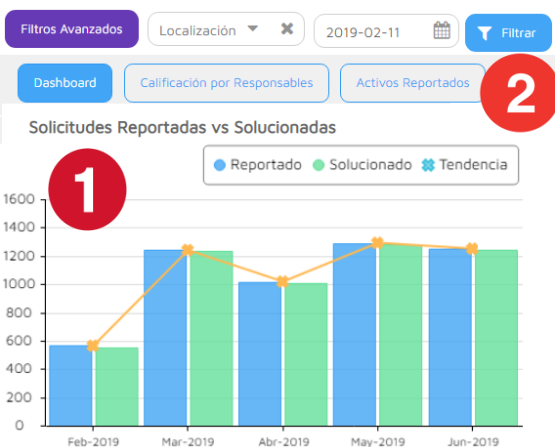 Filtros Avanzados Localización 2019-02-11 Filtrar
Dashboard Calificación por Responsables Activos Reportados
2
Solicitudes Reportadas vs Solucionadas
1
Reportado Solucionado Tendencia
1600
1400
1200
1000
800
600
400
200
0
Feb-2019 Mar-2019 Abr-2019 May-2019 Jun-2019